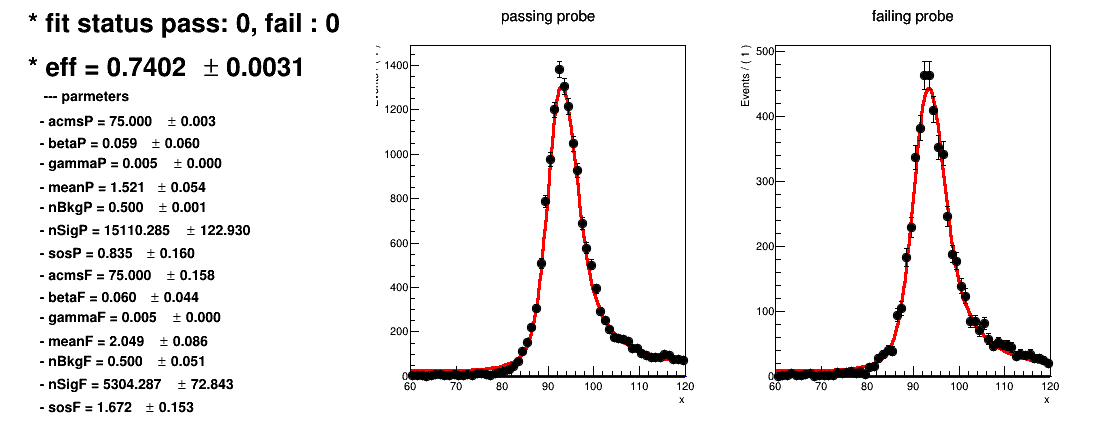 * fit status pass: 0, fail : 0
* eff = 0.7402 ± 0.0031
--- parmeters
- acmsP = 75.000 ± 0.003
- betaP = 0.059 ± 0.060
- gammaP = 0.005 ± 0.000
- meanP = 1.521 ± 0.054
- nBkgP = 0.500 ± 0.001
- nSigP = 15110.285 ± 122.930
- sosP = 0.835 ± 0.160
- acmsF = 75.000 ± 0.158
- betaF = 0.060 ± 0.044
- gammaF = 0.005 ± 0.000
- meanF = 2.049 ± 0.086
- nBkgF = 0.500 ± 0.051
- nSigF = 5304.287 ± 72.843
- sosF = 1.672 ± 0.153
passing probe
1400
1200
1000
800
600
400
200
0
60 70 80 90 100 110 120
x
failing probe
Events / ( 1 )
500
400
300
200
100
0
60 70 80 90 100 110 120
x